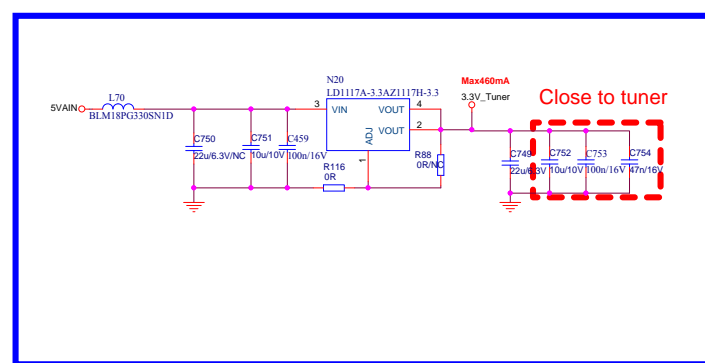 L70
5VAIN
BLM18PG330SN1D
N20
LD1117A-3.3AZ1117H-3.3
3
VIN
VOUT
4
VOUT
2
ADJ
1
Max460mA
3.3V_Tuner
Close to tuner
C750
22u/6.3V/NC
C751
10u/10V
C459
100n/16V
R116
0R
R88
0R/NC
C749
22u/6.3V
C752
10u/10V
C753
100n/16V
C754
47n/16V